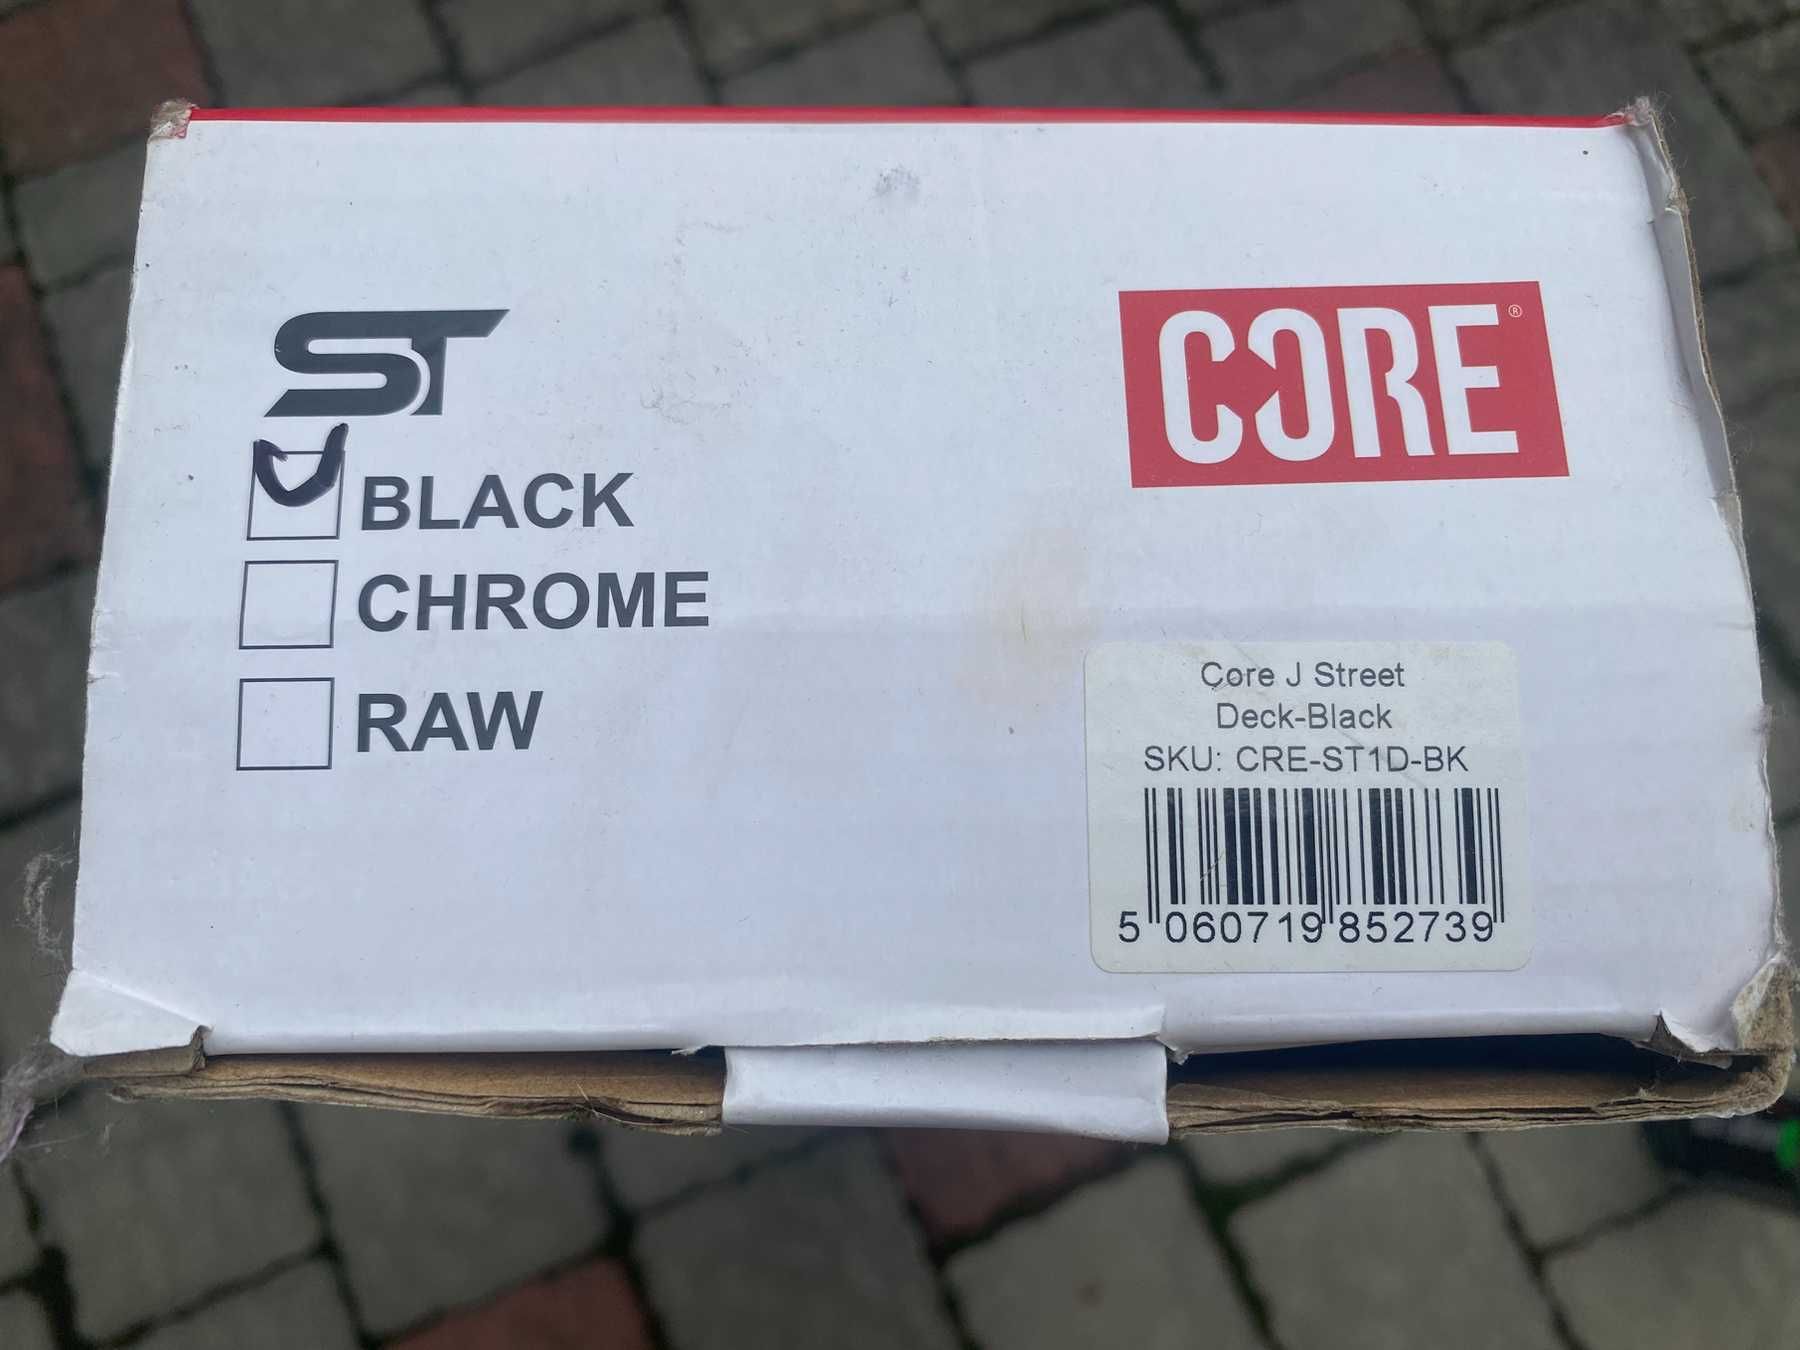 ST
BLACK
CHROME
RAW
CORE®
Core J Street
Deck-Black
SKU: CRE-ST1D-BK
5 060719 852739